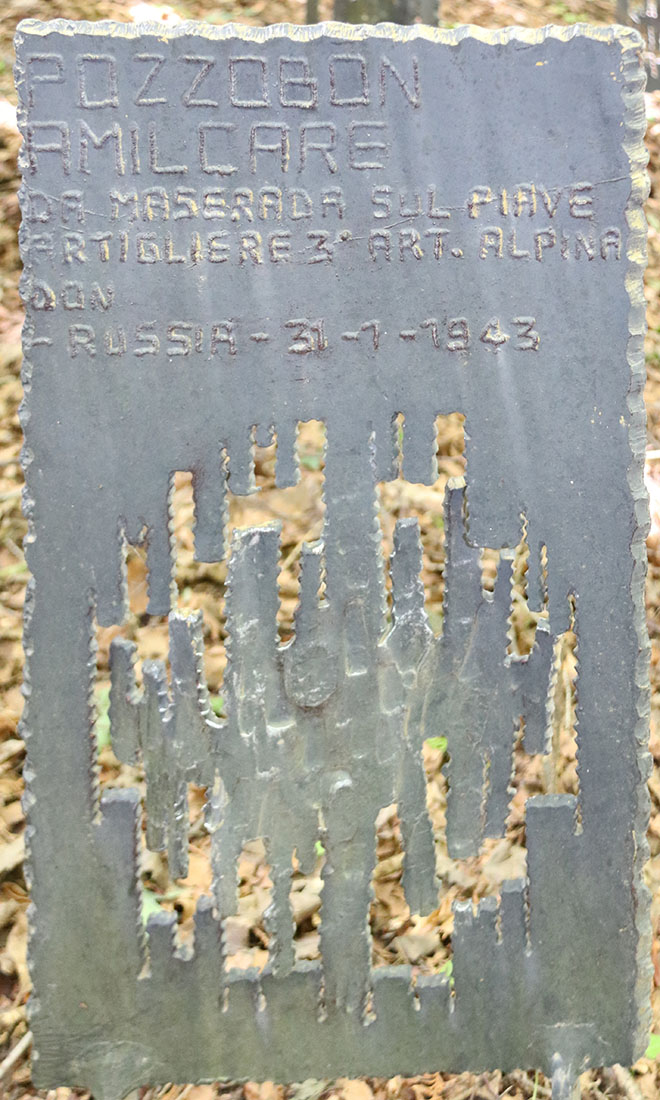 POZZOBON
AMILCARE
DA MASERADA SUL PIAVE
ARTIGLIERE 3° ART. ALPINA
DON
- RUSSIA - 31 - 1 - 1943